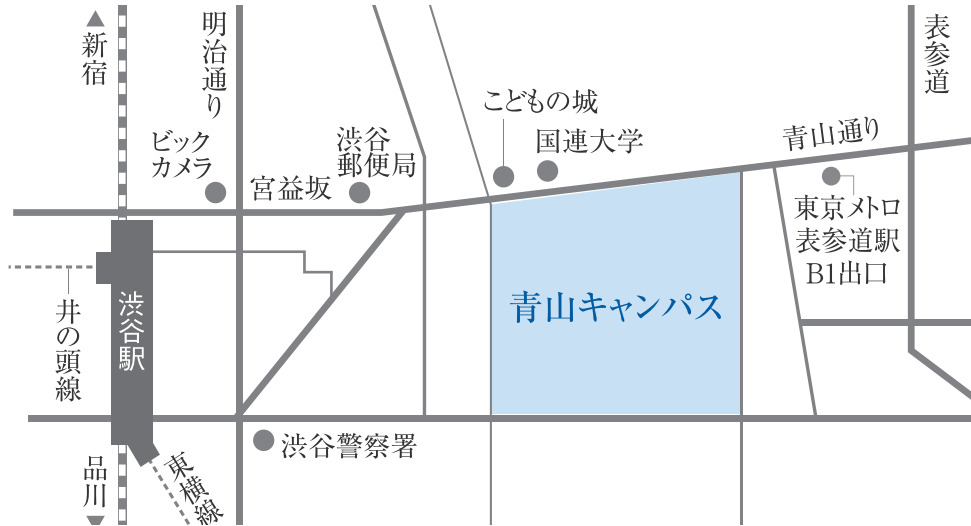 ▲新宿
明治通り
表参道
こどもの城
国連大学
青山通り
ビック
カメラ
渋谷
郵便局
宮益坂
東京メトロ
表参道駅
B1出口
井の頭線
渋谷駅
青山キャンパス
渋谷警察署
品川▼
東横線